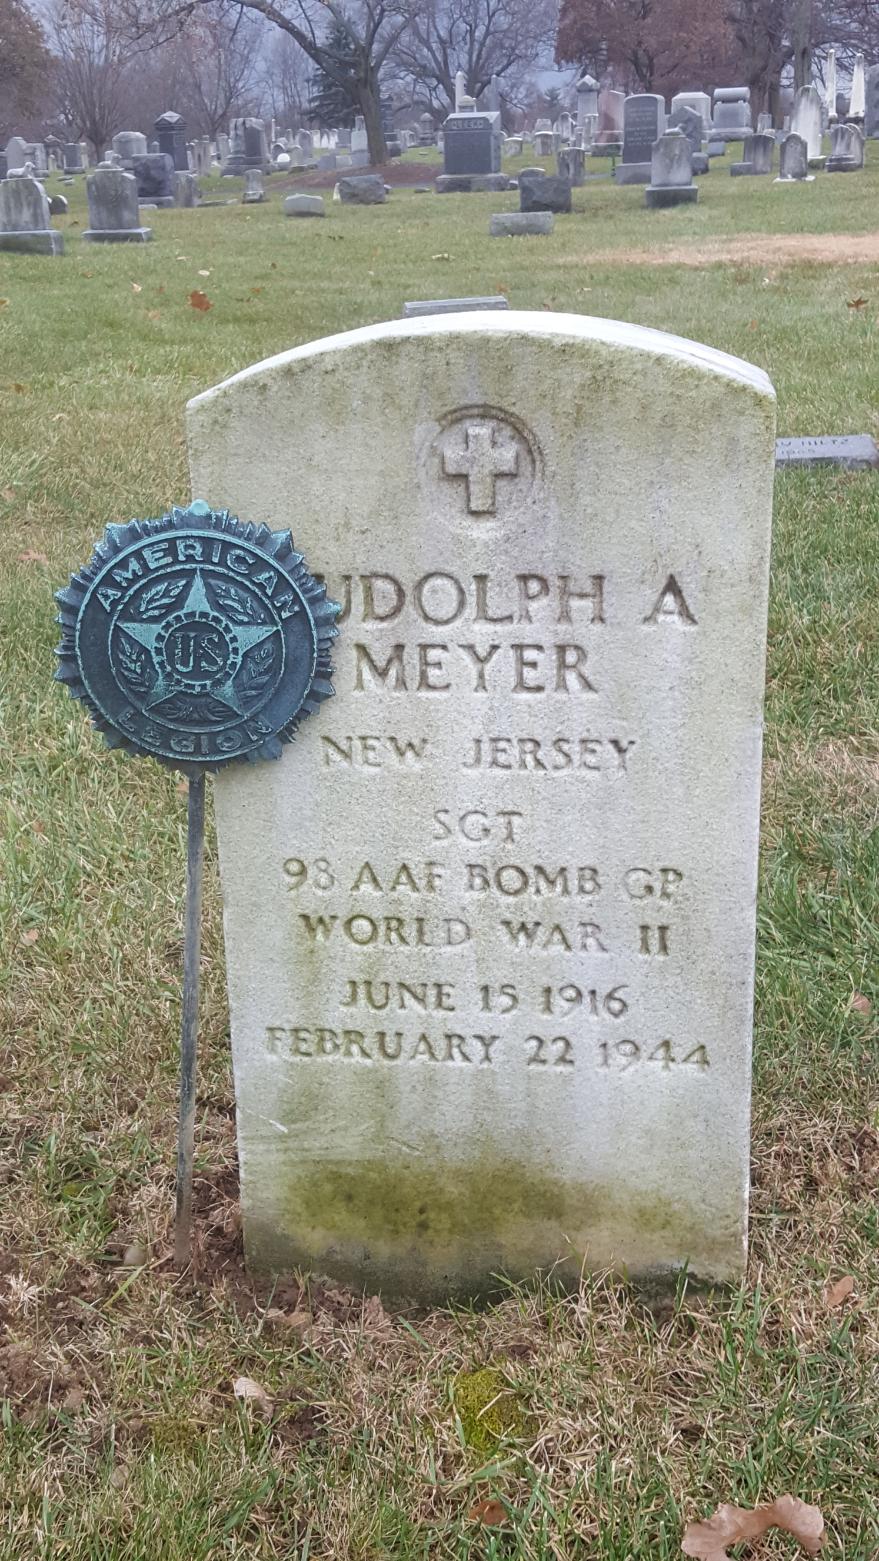 AMERICAN
US
LEGION
UDOLPH A
MEYER
NEW JERSEY
SGT
98 AAF BOMB GP
WORLD WAR II
JUNE 15 1916
FEBRUARY 22 1944
HILTZ